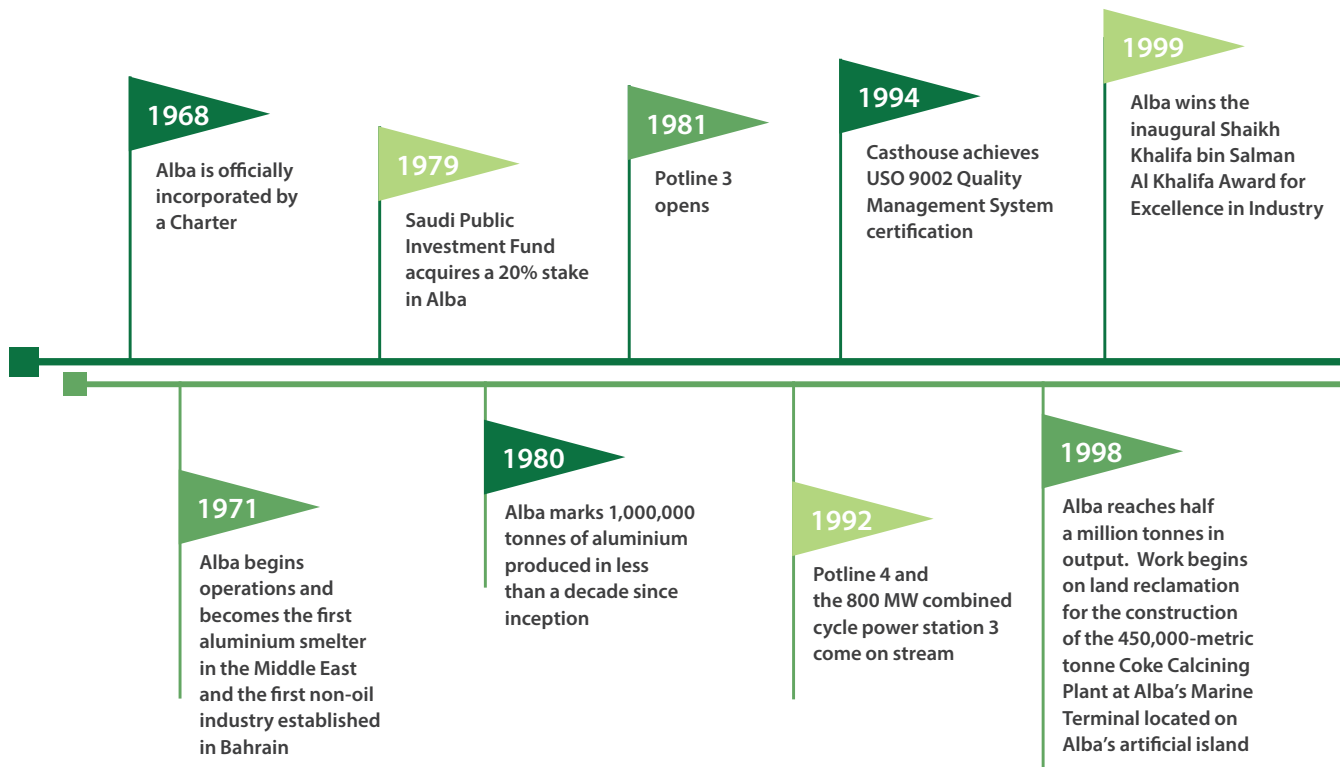 1968
Alba is officially
incorporated by
a Charter
1979
Saudi Public
Investment Fund
acquires a 20% stake
in Alba
1981
Potline 3
opens
1994
Casthouse achieves
USO 9002 Quality
Management System
certification
1999
Alba wins the
inaugural Shaikh
Khalifa bin Salman
Al Khalifa Award for
Excellence in Industry
1971
Alba begins
operations and
becomes the first
aluminium smelter
in the Middle East
and the first non-oil
industry established
in Bahrain
1980
Alba marks 1,000,000
tonnes of aluminium
produced in less
than a decade since
inception
1992
Potline 4 and
the 800 MW combined
cycle power station 3
come on stream
1998
Alba reaches half
a million tonnes in
output.  Work begins
on land reclamation
for the construction
of the 450,000-metric
tonne Coke Calcining
Plant at Alba’s Marine
Terminal located on
Alba’s artificial island